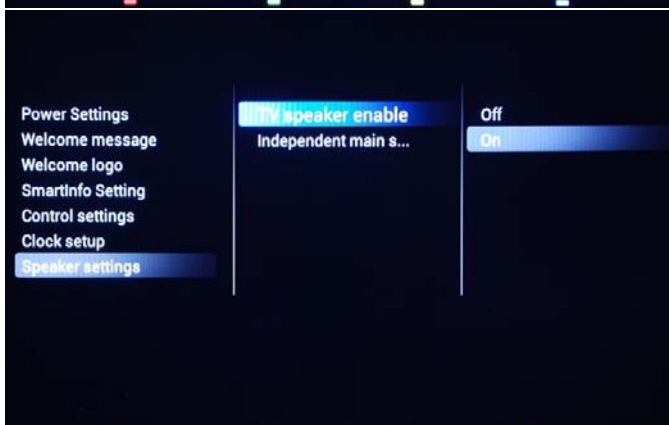 Power Settings
Welcome message
Welcome logo
SmartInfo Setting
Control settings
Clock setup
Speaker settings
TV speaker enable
Independent main s...
Off
On